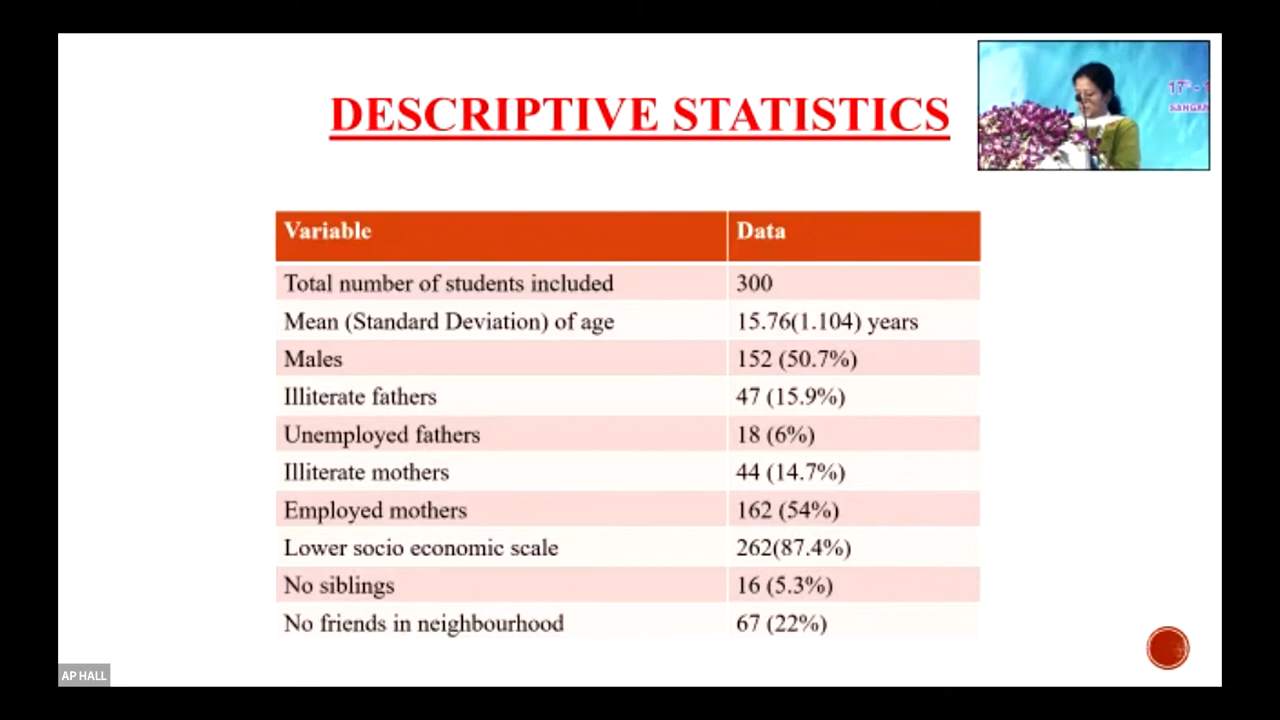 DESCRIPTIVE STATISTICS
17
SANGAM
Variable Data
Total number of students included 300
Mean (Standard Deviation) of age 15.76(1.104) years
Males 152 (50.7%)
Illiterate fathers 47 (15.9%)
Unemployed fathers 18 (6%)
Illiterate mothers 44 (14.7%)
Employed mothers 162 (54%)
Lower socio economic scale 262(87.4%)
No siblings 16 (5.3%)
No friends in neighbourhood 67 (22%)
AP HALL